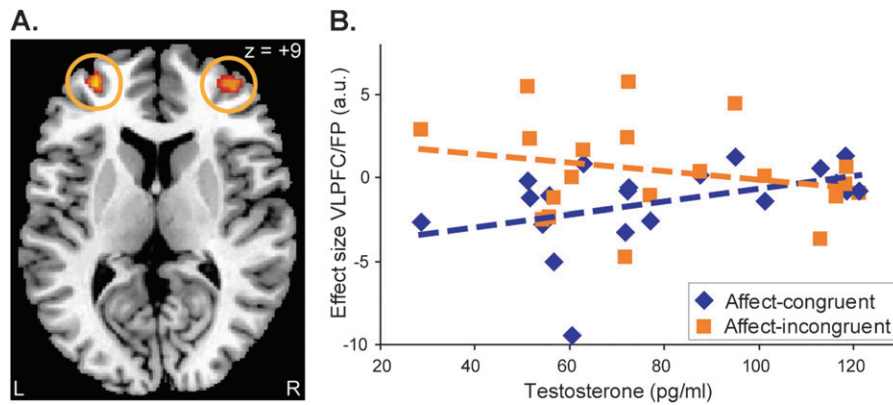 A.
z = +9
L
R
B.
Effect size VLPFC/FP (a.u.)
5
0
-5
-10
20
40
60
80
100
120
Testosterone (pg/ml)
Affect-congruent
Affect-incongruent